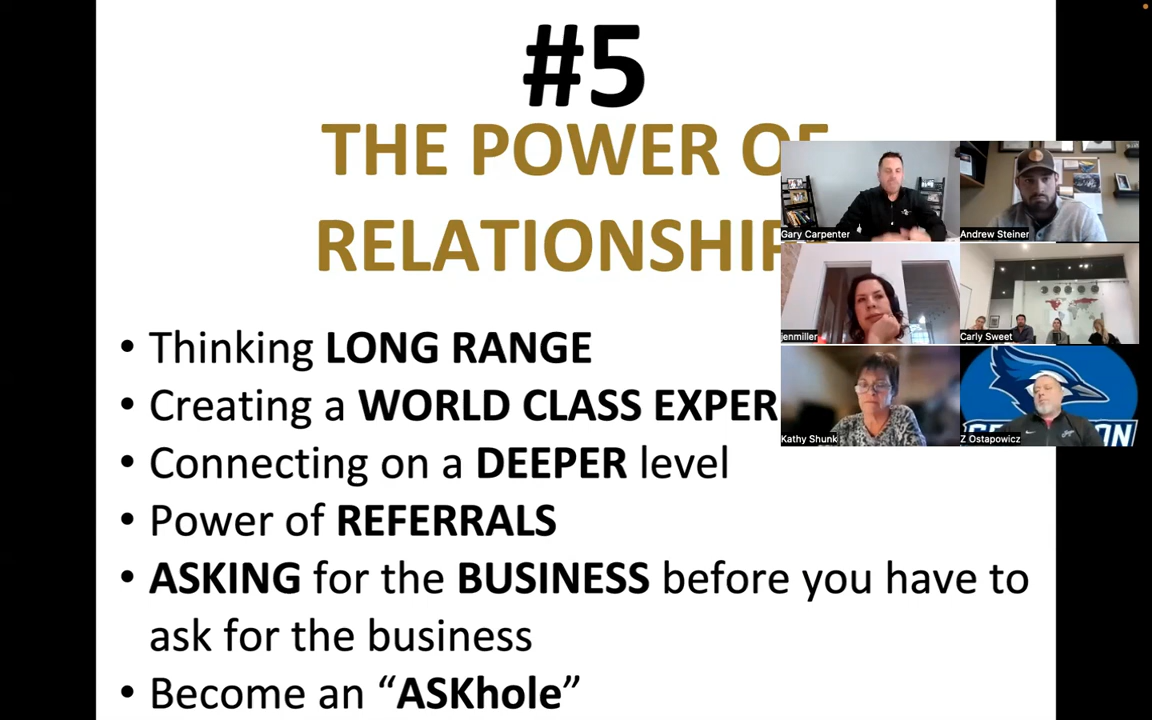 #5
THE POWER OF
RELATIONSHIP
• Thinking LONG RANGE
• Creating a WORLD CLASS EXPER
• Connecting on a DEEPER level
• Power of REFERRALS
• ASKING for the BUSINESS before you have to
ask for the business
• Become an “ASKhole”
Gary Carpenter
Andrew Steiner
jenmiller
Carly Sweet
Kathy Shunk
Z Ostapowicz